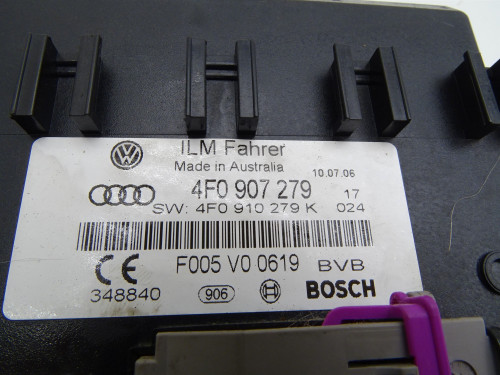 ILM Fahrer
Made in Australia
10.07.06
4F0 907 279 17
SW: 4F0 910 279 K 024
F005 V0 0619 BVB
348840 906 BOSCH